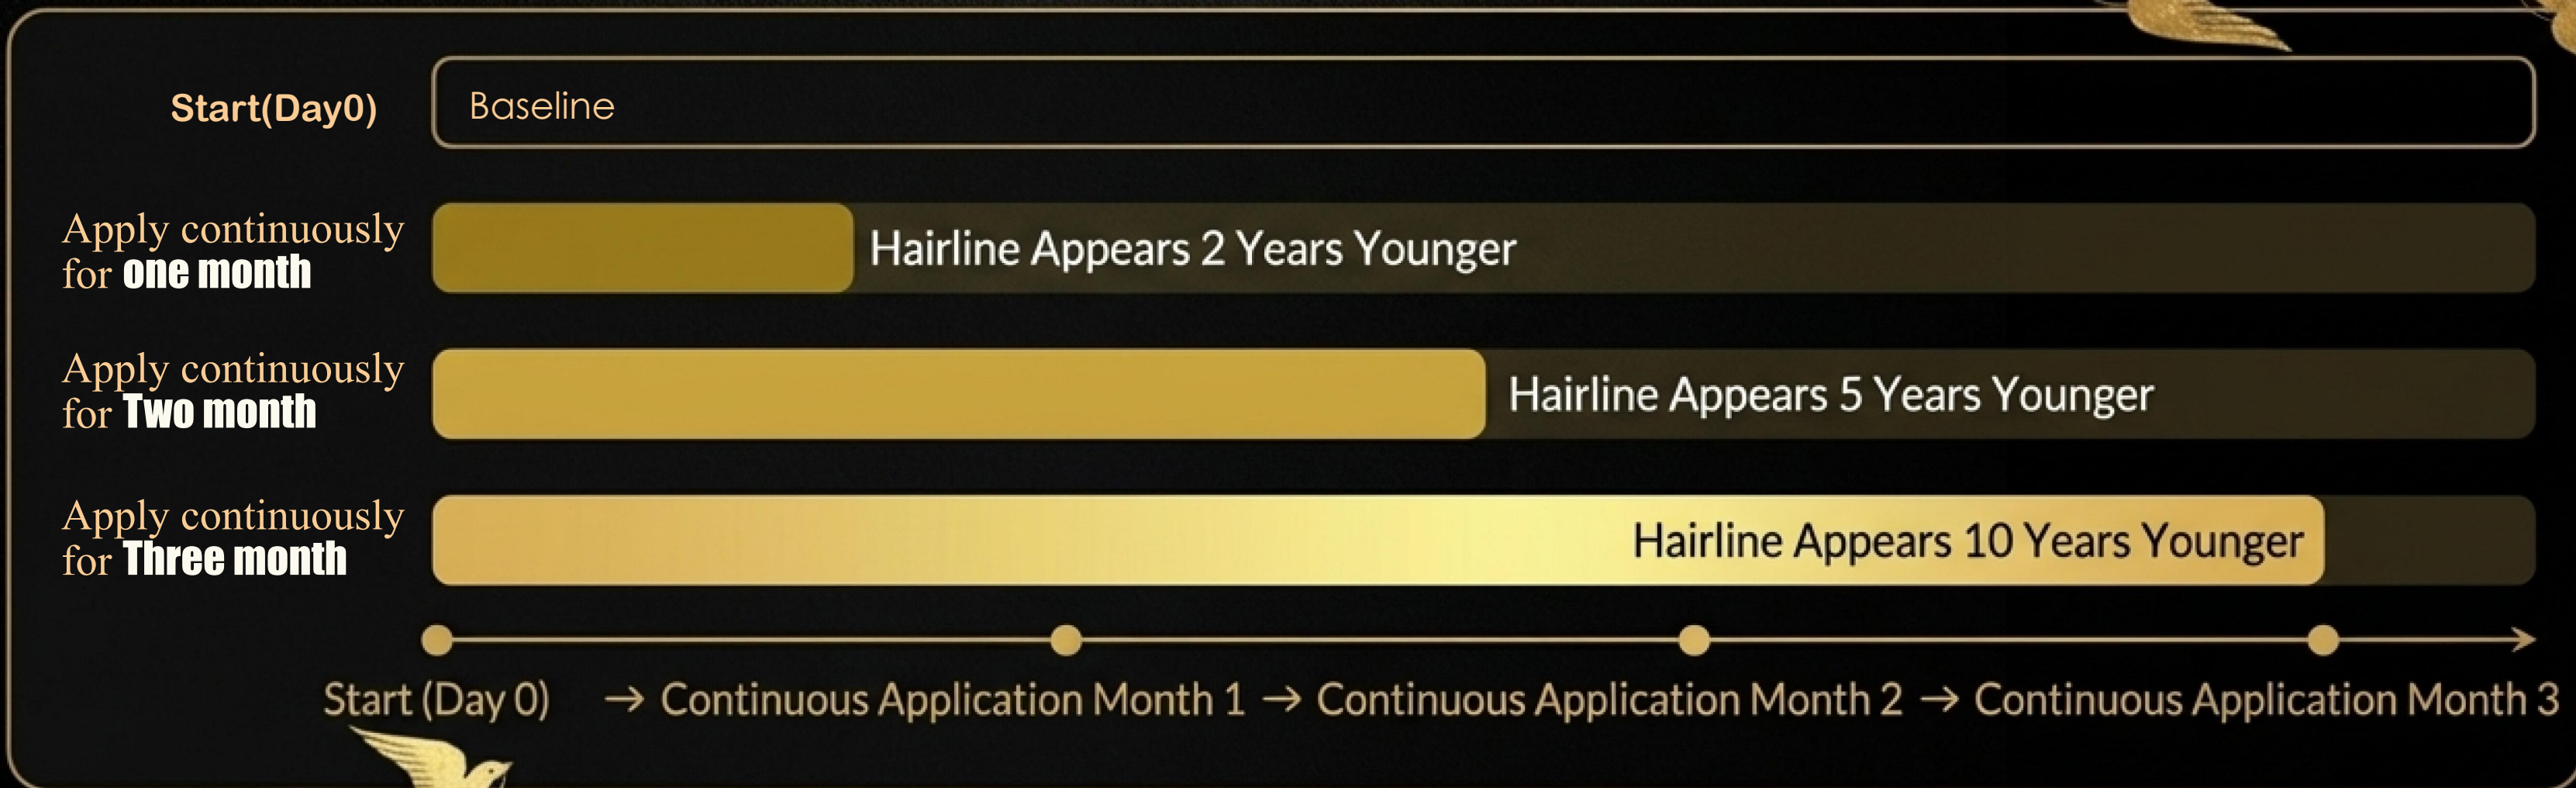 Start(Day0)
Baseline
Apply continuously
for one month
Hairline Appears 2 Years Younger
Apply continuously
for Two month
Hairline Appears 5 Years Younger
Apply continuously
for Three month
Hairline Appears 10 Years Younger
Start (Day 0) → Continuous Application Month 1 → Continuous Application Month 2 → Continuous Application Month 3